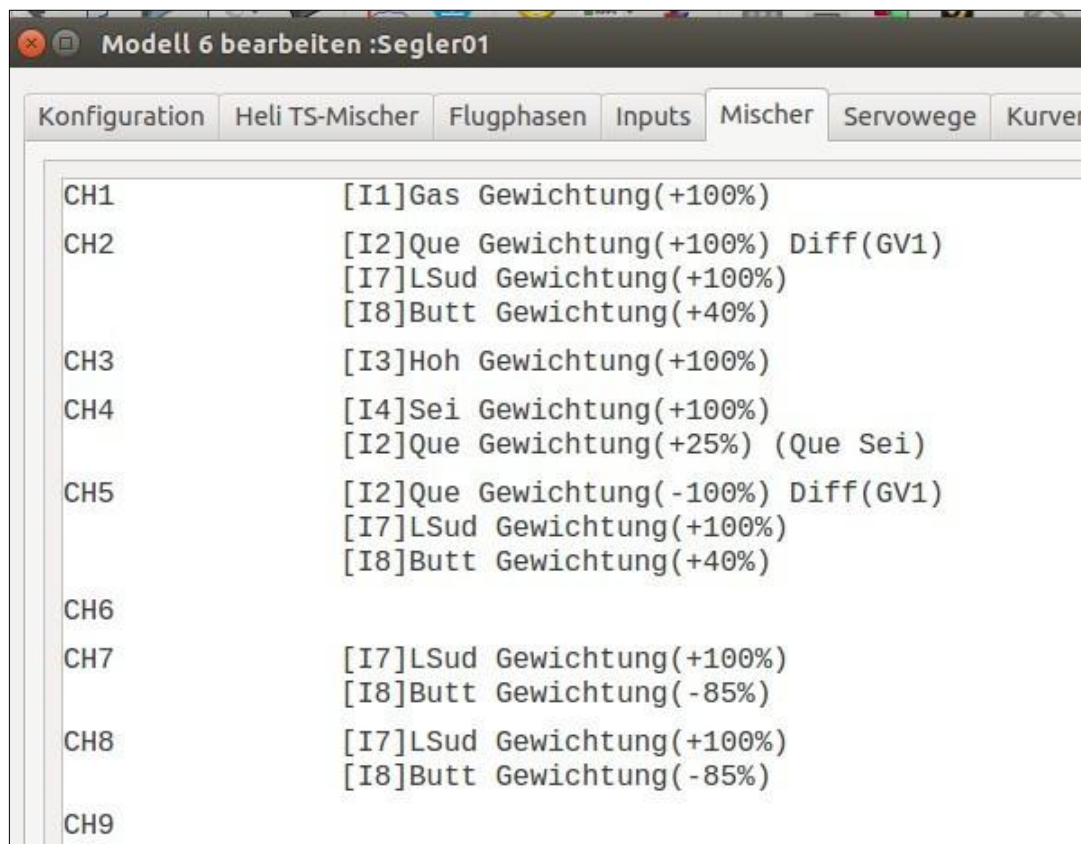 Modell 6 bearbeiten :Segler01
Konfiguration Heli TS-Mischer Flugphasen Inputs Mischer Servowege Kurven
CH1 [I1]Gas Gewichtung(+100%)
CH2 [I2]Que Gewichtung(+100%) Diff(GV1)
[I7]LSud Gewichtung(+100%)
[I8]Butt Gewichtung(+40%)
CH3 [I3]Hoh Gewichtung(+100%)
CH4 [I4]Sei Gewichtung(+100%)
[I2]Que Gewichtung(+25%) (Que Sei)
CH5 [I2]Que Gewichtung(-100%) Diff(GV1)
[I7]LSud Gewichtung(+100%)
[I8]Butt Gewichtung(+40%)
CH6
CH7 [I7]LSud Gewichtung(+100%)
[I8]Butt Gewichtung(-85%)
CH8 [I7]LSud Gewichtung(+100%)
[I8]Butt Gewichtung(-85%)
CH9